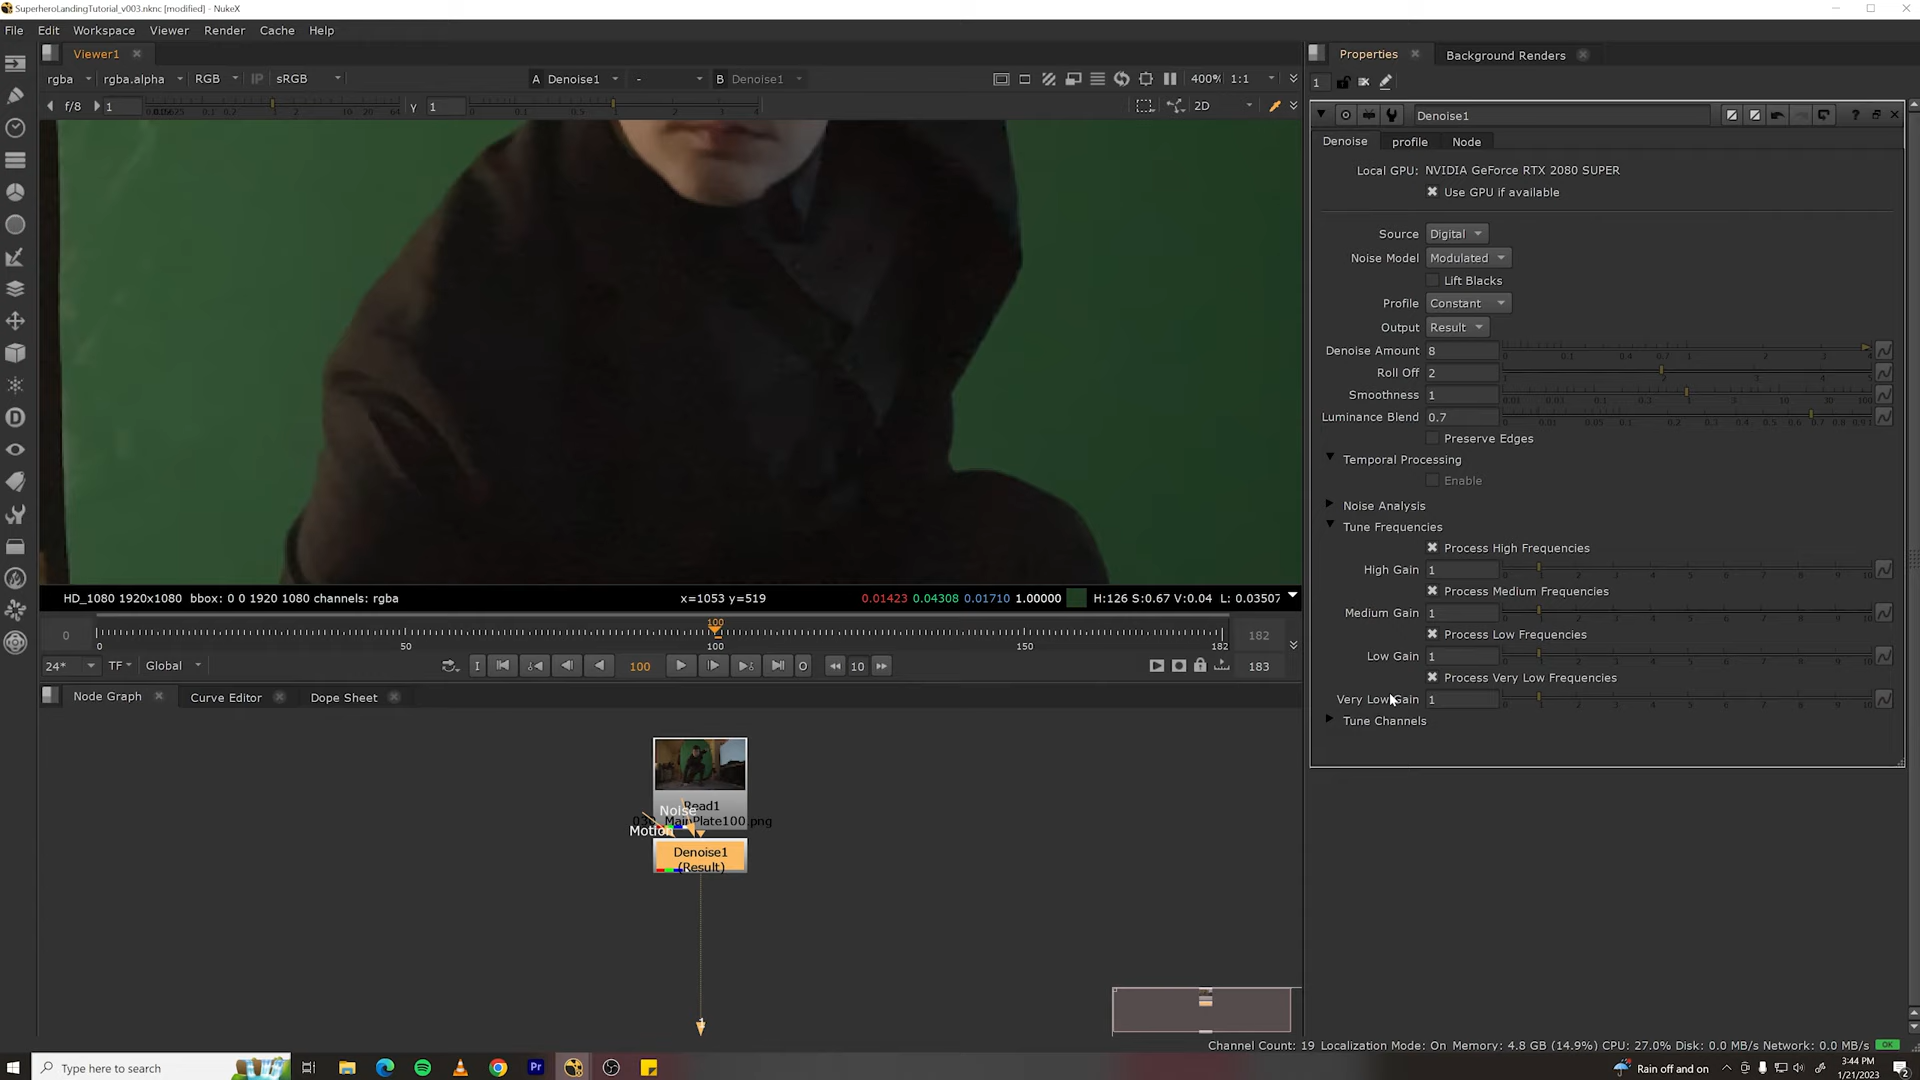 SuperheroLandingTutorial_v003.nknc [modified] - NukeX
File Edit Workspace Viewer Render Cache Help
Viewer1
rgba rgba.alpha RGB IP sRGB A Denoise1 - B Denoise1 400% 1:1
f/8 1 γ 1 2D
HD_1080 1920x1080 bbox: 0 0 1920 1080 channels: rgba x=1053 y=519 0.01423 0.04308 0.01710 1.00000 H:126 S:0.67 V:0.04 L: 0.03507
100
0 182
0 50 100 150 182
24* TF Global I 100 O 10 183
Node Graph Curve Editor Dope Sheet
Read1
Noise
03_MainPlate100.png
Motion
Denoise1
(Result)
Properties Background Renders
1
Denoise1
Denoise profile Node
Local GPU: NVIDIA GeForce RTX 2080 SUPER
Use GPU if available
Source Digital
Noise Model Modulated
Lift Blacks
Profile Constant
Output Result
Denoise Amount 8
Roll Off 2
Smoothness 1
Luminance Blend 0.7
Preserve Edges
Temporal Processing
Enable
Noise Analysis
Tune Frequencies
Process High Frequencies
High Gain 1
Process Medium Frequencies
Medium Gain 1
Process Low Frequencies
Low Gain 1
Process Very Low Frequencies
Very Low Gain 1
Tune Channels
Channel Count: 19 Localization Mode: On Memory: 4.8 GB (14.9%) CPU: 27.0% Disk: 0.0 MB/s Network: 0.0 MB/s OK
Type here to search
Pr
Rain off and on
3:44 PM
1/21/2023
2